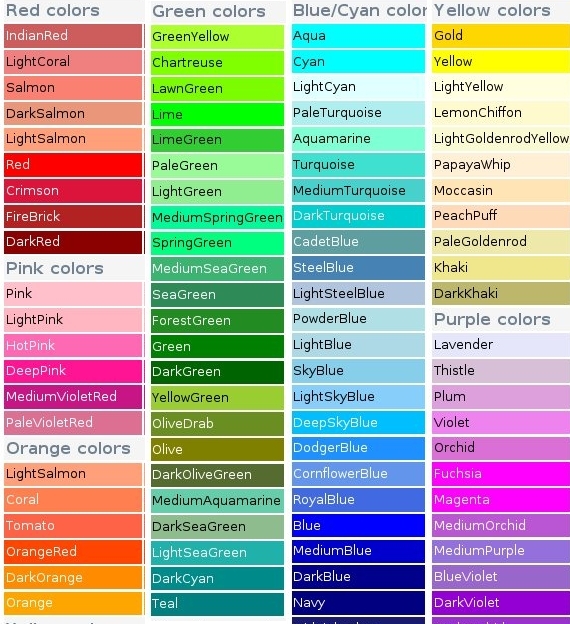 Red colors
IndianRed
LightCoral
Salmon
DarkSalmon
LightSalmon
Red
Crimson
FireBrick
DarkRed
Pink colors
Pink
LightPink
HotPink
DeepPink
MediumVioletRed
PaleVioletRed
Orange colors
LightSalmon
Coral
Tomato
OrangeRed
DarkOrange
Orange
Green colors
GreenYellow
Chartreuse
LawnGreen
Lime
LimeGreen
PaleGreen
LightGreen
MediumSpringGreen
SpringGreen
MediumSeaGreen
SeaGreen
ForestGreen
Green
DarkGreen
YellowGreen
OliveDrab
Olive
DarkOliveGreen
MediumAquamarine
DarkSeaGreen
LightSeaGreen
DarkCyan
Teal
Blue/Cyan color
Aqua
Cyan
LightCyan
PaleTurquoise
Aquamarine
Turquoise
MediumTurquoise
DarkTurquoise
CadetBlue
SteelBlue
LightSteelBlue
PowderBlue
LightBlue
SkyBlue
LightSkyBlue
DeepSkyBlue
DodgerBlue
CornflowerBlue
RoyalBlue
Blue
MediumBlue
DarkBlue
Navy
Yellow colors
Gold
Yellow
LightYellow
LemonChiffon
LightGoldenrodYellow
PapayaWhip
Moccasin
PeachPuff
PaleGoldenrod
Khaki
DarkKhaki
Purple colors
Lavender
Thistle
Plum
Violet
Orchid
Fuchsia
Magenta
MediumOrchid
MediumPurple
BlueViolet
DarkViolet